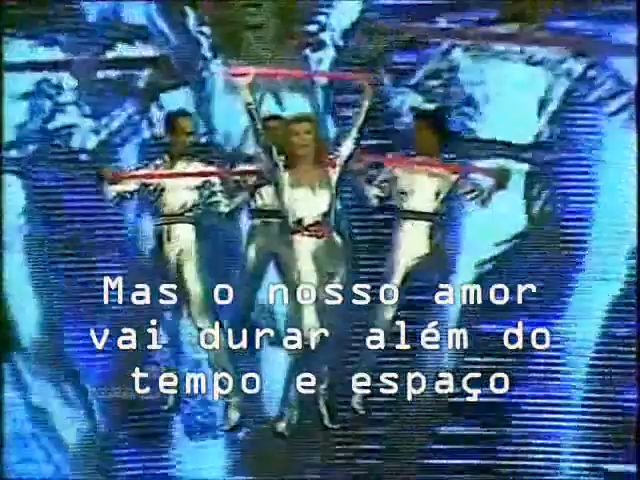 Mas o nosso amor
vai durar além do
tempo e espaço